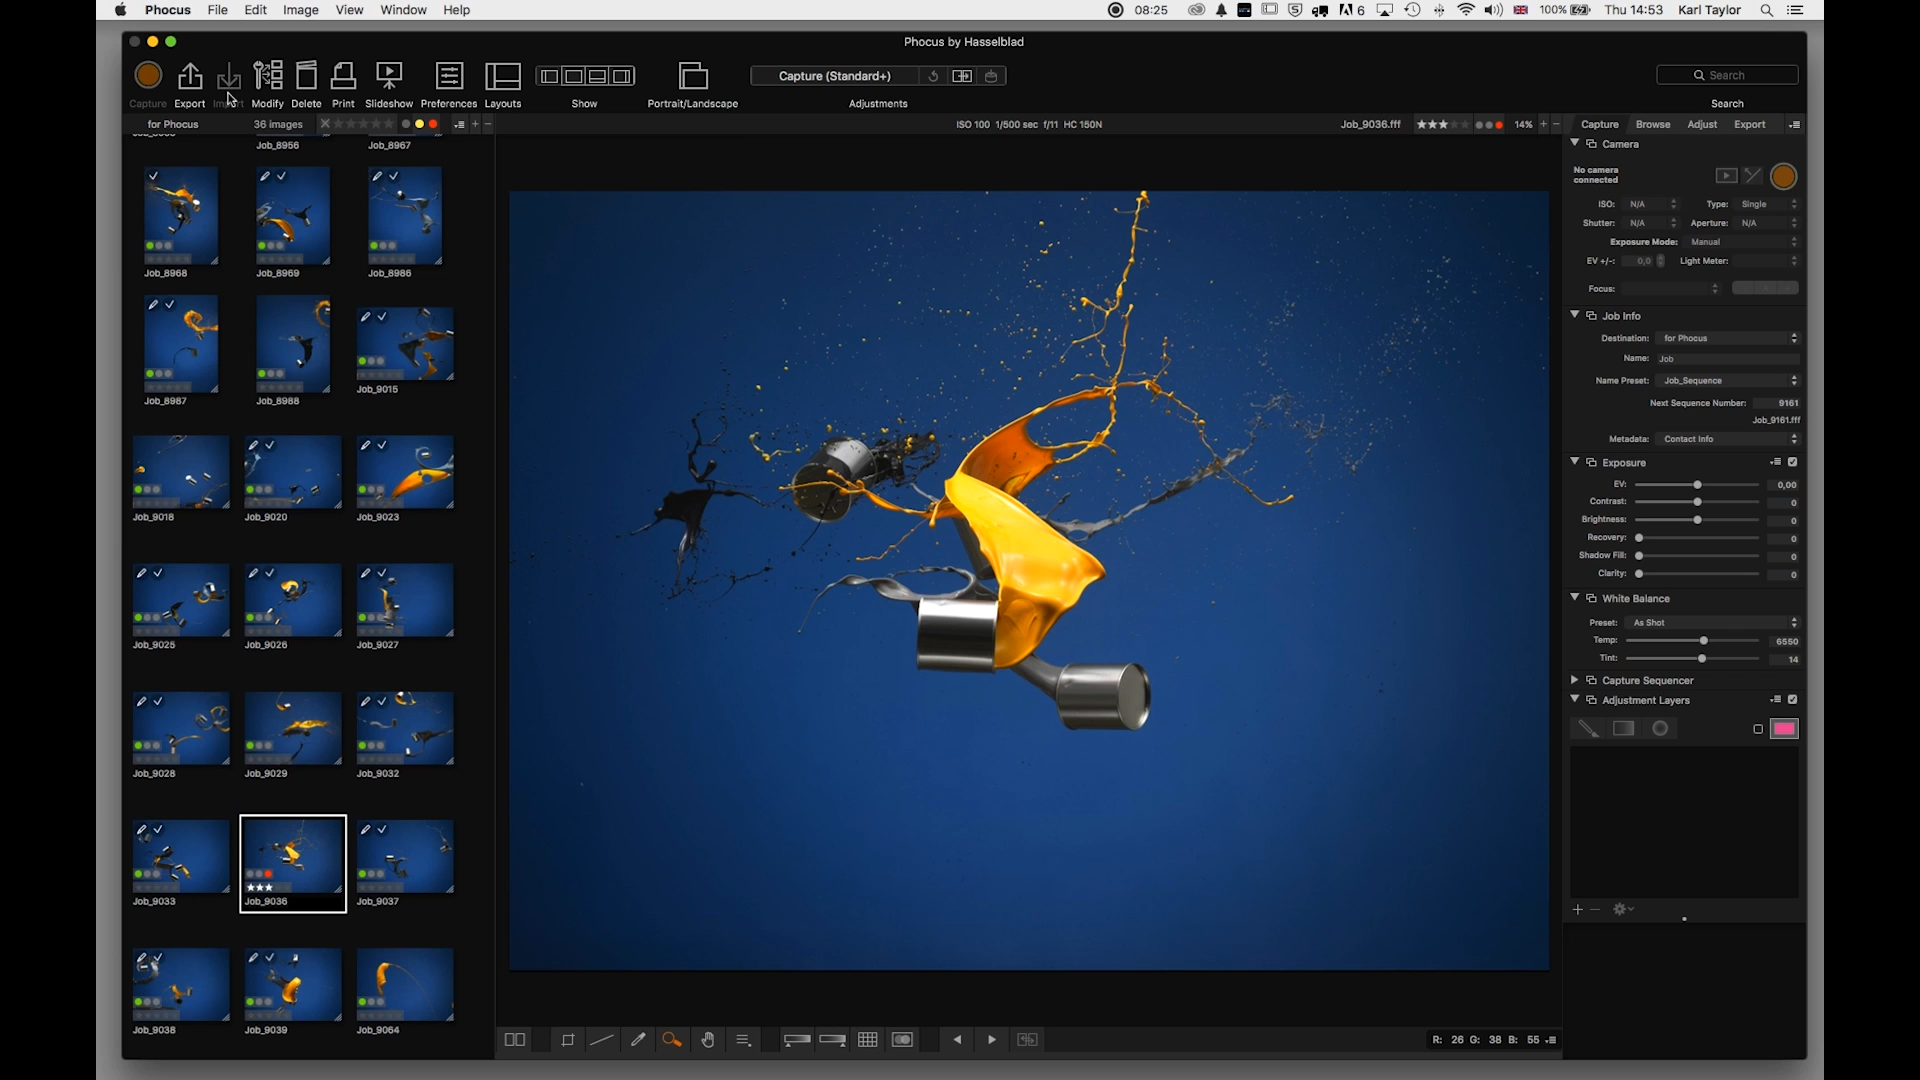 Phocus File Edit Image View Window Help
08:25 6 100% Thu 14:53 Karl Taylor
Phocus by Hasselblad
Capture (Standard+)
Search
Capture Export Import Modify Delete Print Slideshow Preferences Layouts Show Portrait/Landscape Adjustments Search
for Phocus 36 images
ISO 100 1/500 sec f/11 HC 150N
Job_9036.fff
14%
Capture Browse Adjust Export
Job_8956 Job_8967
Job_8968 Job_8969 Job_8986
Job_8987 Job_8988 Job_9015
Job_9018 Job_9020 Job_9023
Job_9025 Job_9026 Job_9027
Job_9028 Job_9029 Job_9032
Job_9033 Job_9036 Job_9037
Job_9038 Job_9039 Job_9064
Camera
No camera
connected
ISO: N/A Type: Single
Shutter: N/A Aperture: N/A
Exposure Mode: Manual
EV +/-: 0,0 Light Meter:
Focus:
Job Info
Destination: for Phocus
Name: Job
Name Preset: Job_Sequence
Next Sequence Number: 9161
Job_9161.fff
Metadata: Contact Info
Exposure
EV: 0,00
Contrast: 0
Brightness: 0
Recovery: 0
Shadow Fill: 0
Clarity: 0
White Balance
Preset: As Shot
Temp: 6550
Tint: 14
Capture Sequencer
Adjustment Layers
R: 26 G: 38 B: 55